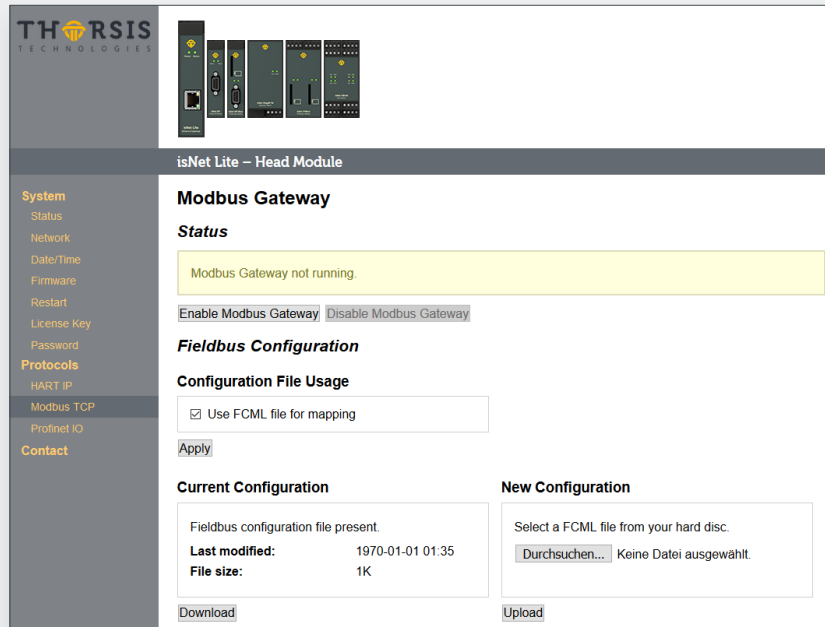 THORSIS
TECHNOLOGIES
isNet Lite – Head Module
System
Status
Network
Date/Time
Firmware
Restart
License Key
Password
Protocols
HART IP
Modbus TCP
Profinet IO
Contact
Modbus Gateway
Status
Modbus Gateway not running.
Enable Modbus Gateway Disable Modbus Gateway
Fieldbus Configuration
Configuration File Usage
Use FCML file for mapping
Apply
Current Configuration
Fieldbus configuration file present.
Last modified: 1970-01-01 01:35
File size: 1K
Download
New Configuration
Select a FCML file from your hard disc.
Durchsuchen... Keine Datei ausgewählt.
Upload